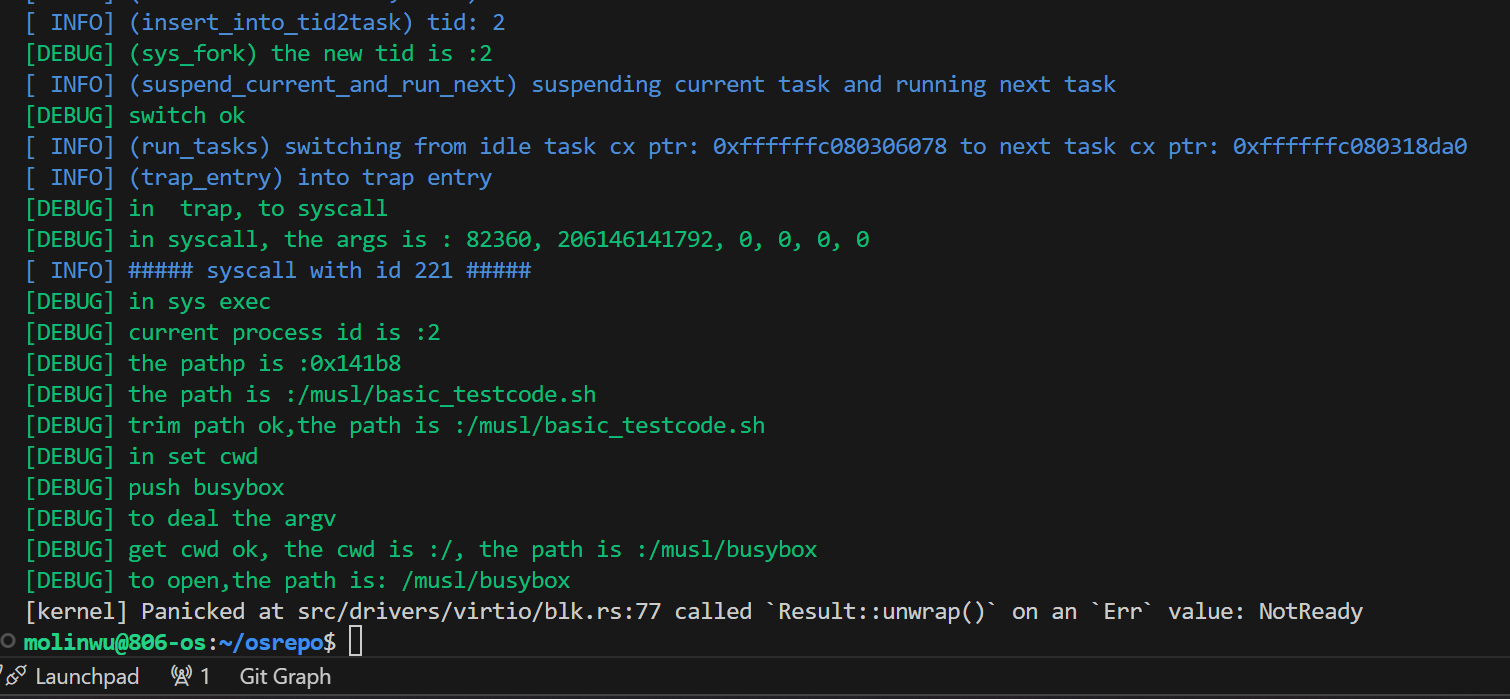 [ INFO] (insert_into_tid2task) tid: 2
[DEBUG] (sys_fork) the new tid is :2
[ INFO] (suspend_current_and_run_next) suspending current task and running next task
[DEBUG] switch ok
[ INFO] (run_tasks) switching from idle task cx ptr: 0xffffffc080306078 to next task cx ptr: 0xffffffc080318da0
[ INFO] (trap_entry) into trap entry
[DEBUG] in  trap, to syscall
[DEBUG] in syscall, the args is : 82360, 206146141792, 0, 0, 0, 0
[ INFO] ##### syscall with id 221 #####
[DEBUG] in sys exec
[DEBUG] current process id is :2
[DEBUG] the pathp is :0x141b8
[DEBUG] the path is :/musl/basic_testcode.sh
[DEBUG] trim path ok,the path is :/musl/basic_testcode.sh
[DEBUG] in set cwd
[DEBUG] push busybox
[DEBUG] to deal the argv
[DEBUG] get cwd ok, the cwd is :/, the path is :/musl/busybox
[DEBUG] to open,the path is: /musl/busybox
[kernel] Panicked at src/drivers/virtio/blk.rs:77 called `Result::unwrap()` on an `Err` value: NotReady
molinwu@806-os:~/osrepo$
Launchpad 1 Git Graph